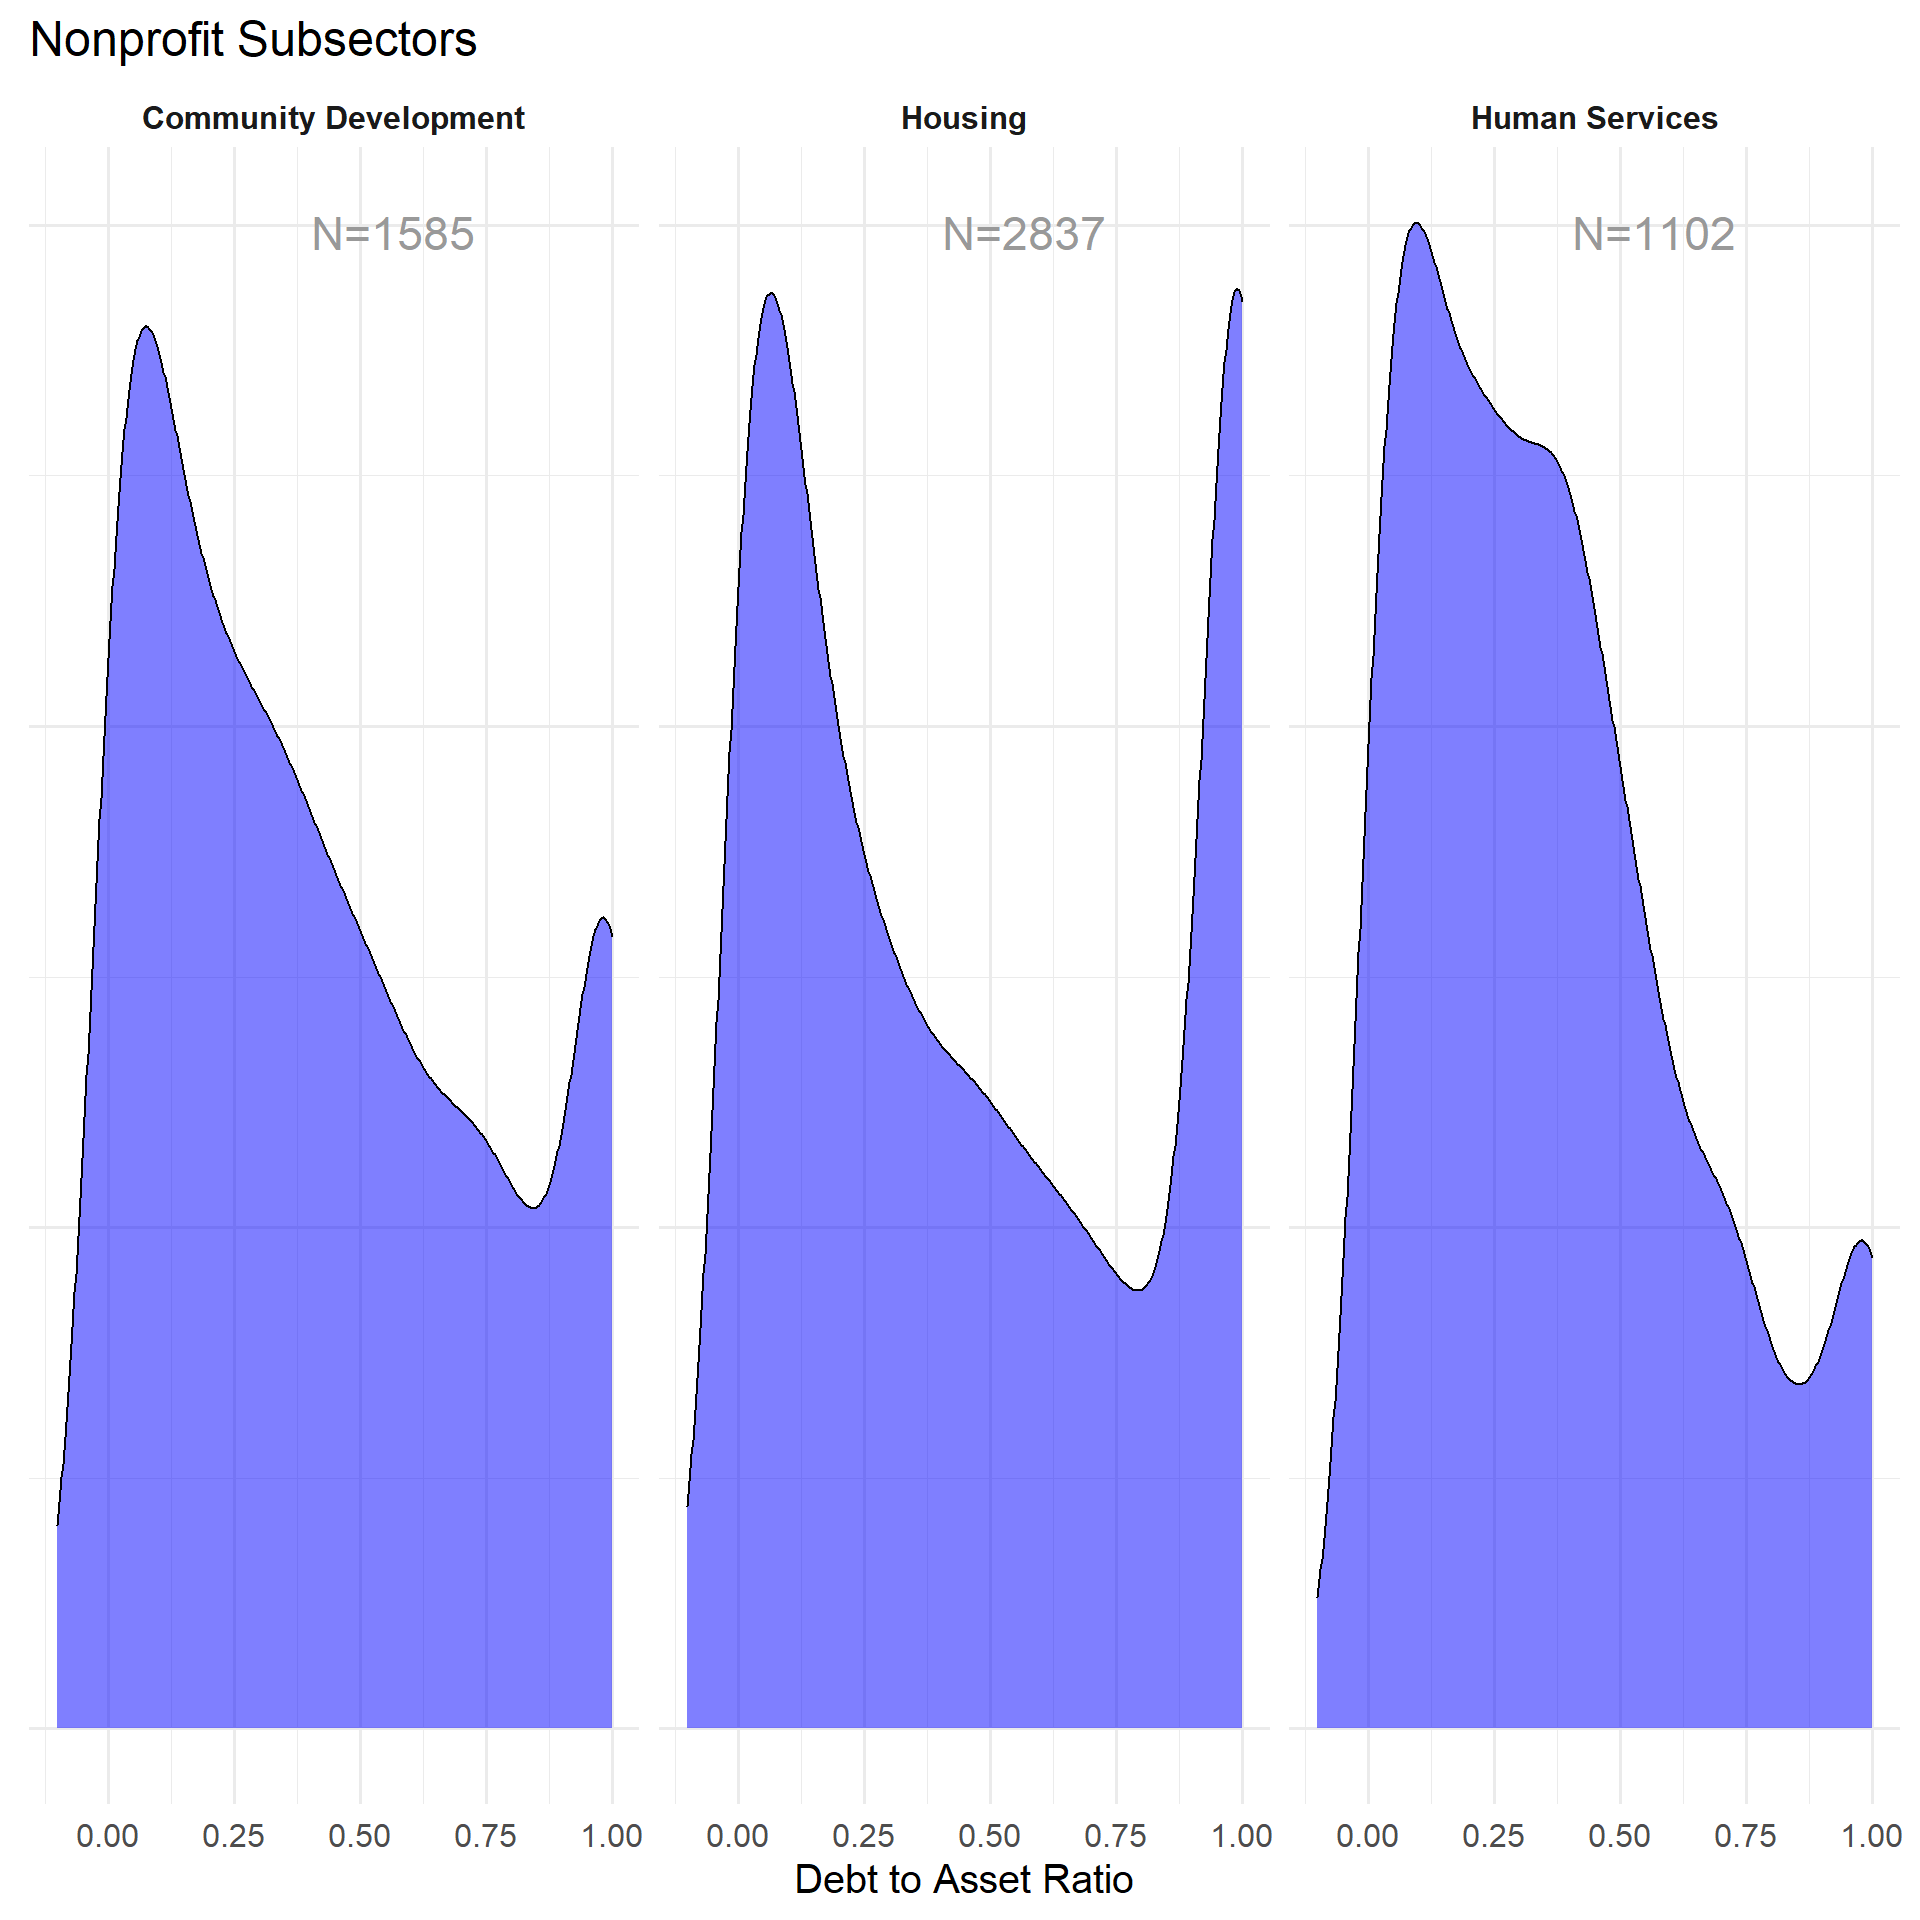 Nonprofit Subsectors
Community Development Housing Human Services
N=1585 N=2837 N=1102
0.00 0.25 0.50 0.75 1.00 0.00 0.25 0.50 0.75 1.00 0.00 0.25 0.50 0.75 1.00
Debt to Asset Ratio